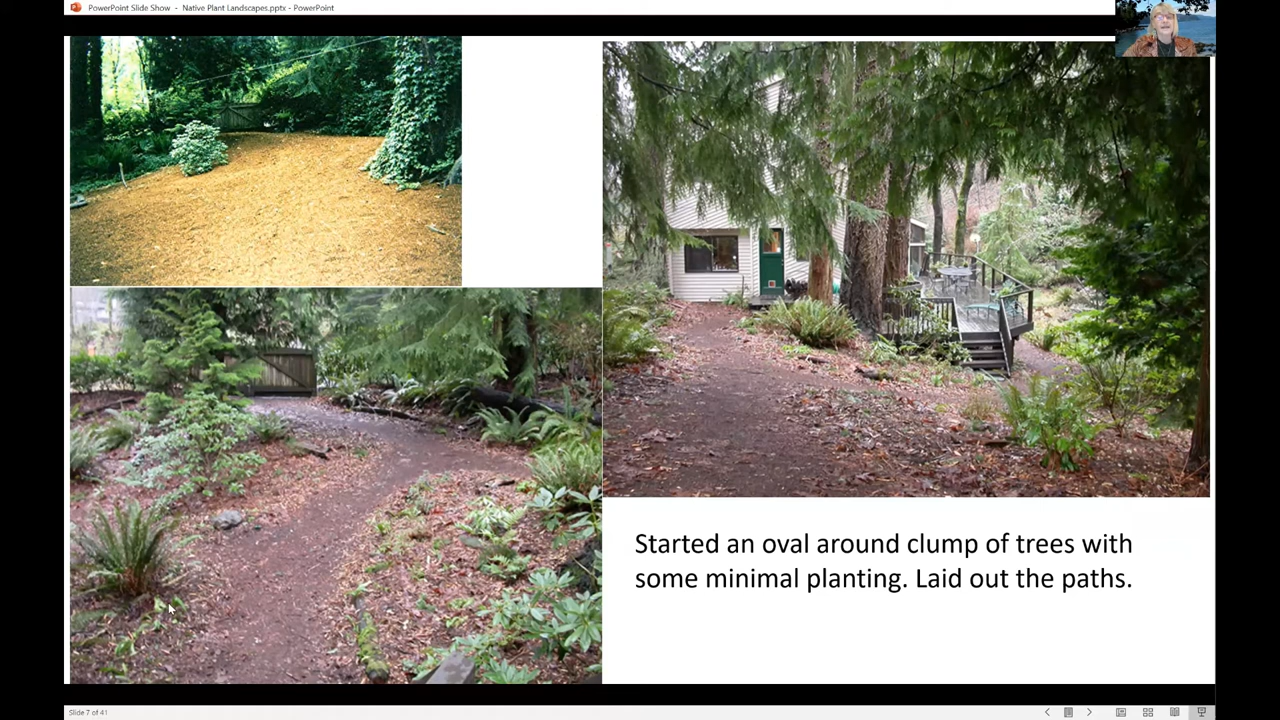 PowerPoint Slide Show - Native Plant Landscapes.pptx - PowerPoint
Started an oval around clump of trees with
some minimal planting. Laid out the paths.
Slide 7 of 41